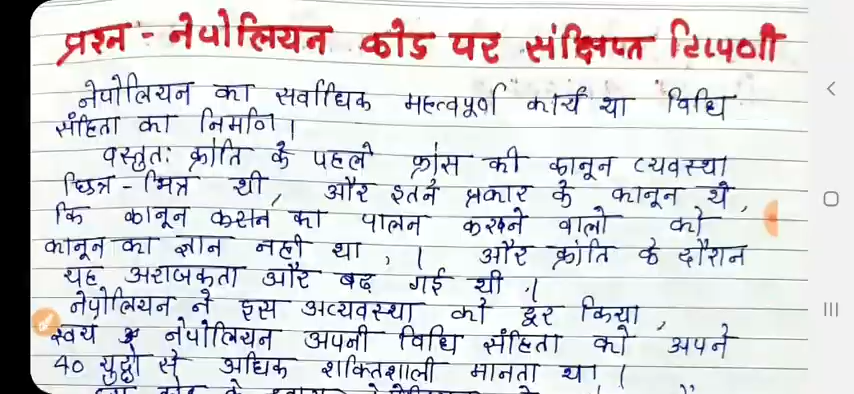 प्रश्न - नेपोलियन कोड पर संक्षिप्त टिप्पणी
नेपोलियन का सर्वाधिक महत्वपूर्ण कार्य था "विधि
संहिता का निर्माण।
वस्तुतः क्रांति के पहले फ्रांस की कानून व्यवस्था
छिन्न-भिन्न थी, और इतने प्रकार के कानून थे,
कि कानून का पालन करने वालो को
कानून का ज्ञान नही था, । और क्रांति के दौरान
यह अराजकता और बढ़ गई थी ।
नेपोलियन ने इस अव्यवस्था को दूर किया,
स्वयं नेपोलियन अपनी विधि संहिता को अपने
40 युद्धो से अधिक शक्तिशाली मानता था।